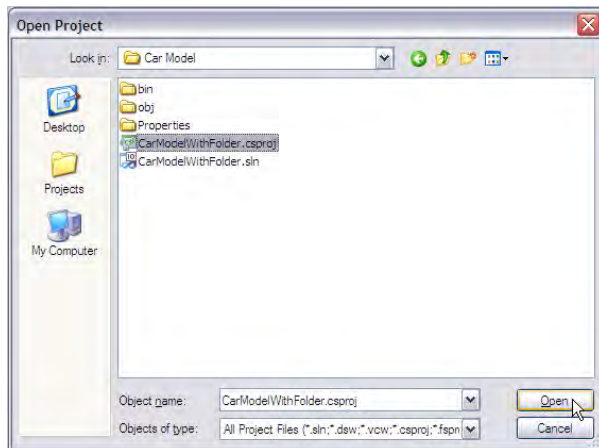 Open Project
Look in: Car Model
bin
obj
Properties
CarModelWithFolder.csproj
CarModelWithFolder.sln
Desktop
Projects
My Computer
Object name: CarModelWithFolder.csproj Open
Objects of type: All Project Files (*.sln;*.dsw;*.vcw;*.csproj;*.fspn Cancel